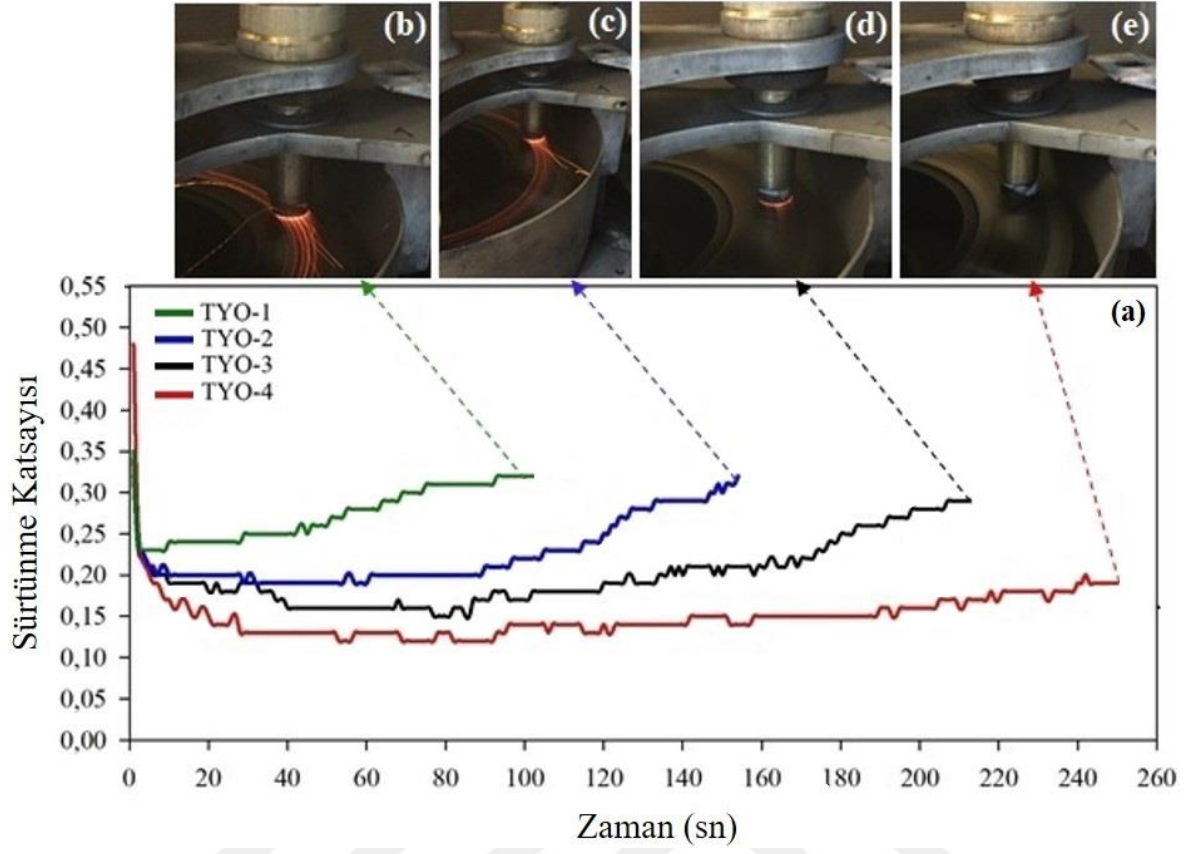 (b)
(c)
(d)
(e)
(a)
TYO-1
TYO-2
TYO-3
TYO-4
Sürtünme Katsayısı
0,55
0,50
0,45
0,40
0,35
0,30
0,25
0,20
0,15
0,10
0,05
0,00
0 20 40 60 80 100 120 140 160 180 200 220 240 260
Zaman (sn)